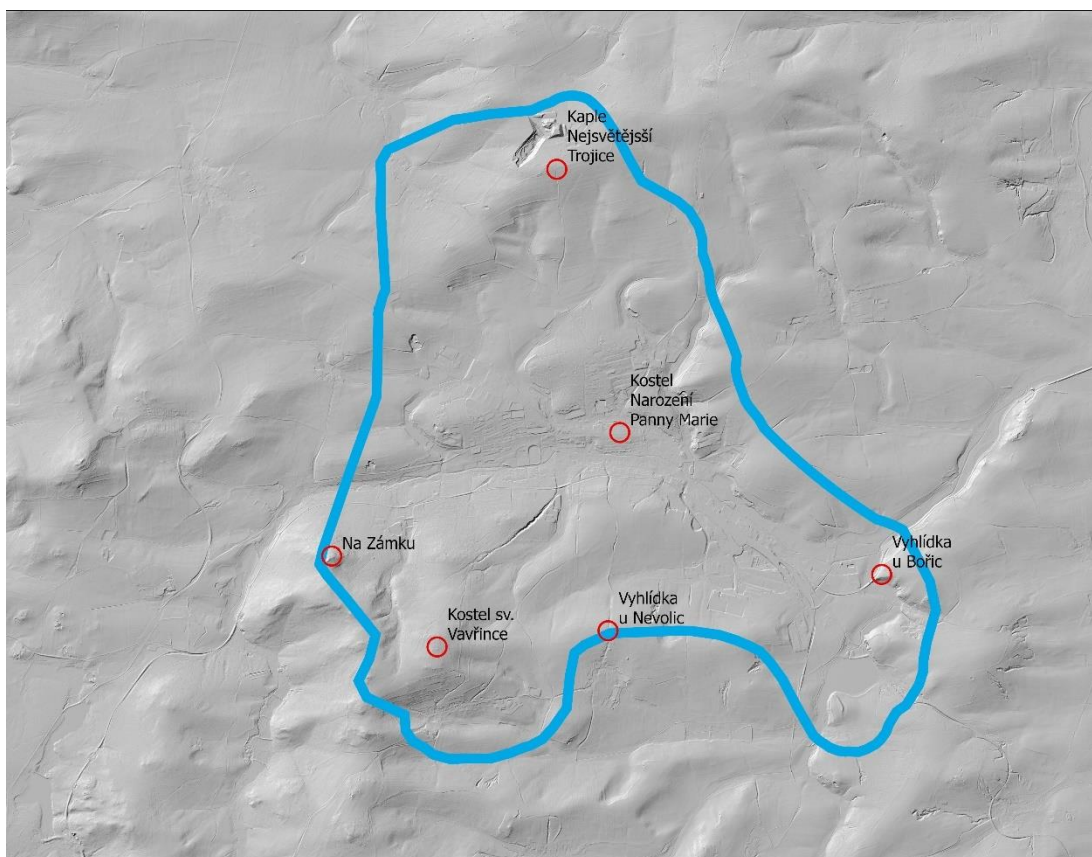 Kaple
Nejsvětější
Trojice
Kostel
Narození
Panny Marie
Na Zámku
Vyhlídka
u Bořic
Kostel sv.
Vavřince
Vyhlídka
u Nevolic